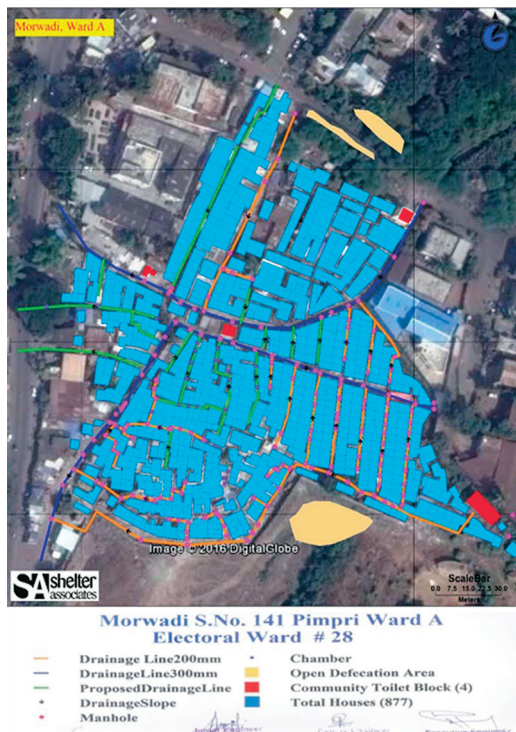 Morwadi, Ward A
Image © 2016 DigitalGlobe
SA shelter associates
ScaleBar
0.0 7.5 15.0 22.5 30.0
Meters
Morwadi S.No. 141 Pimpri Ward A
Electoral Ward # 28
Drainage Line200mm
DrainageLine300mm
ProposedDrainageLine
DrainageSlope
Manhole
Chamber
Open Defecation Area
Community Toilet Block (4)
Total Houses (877)